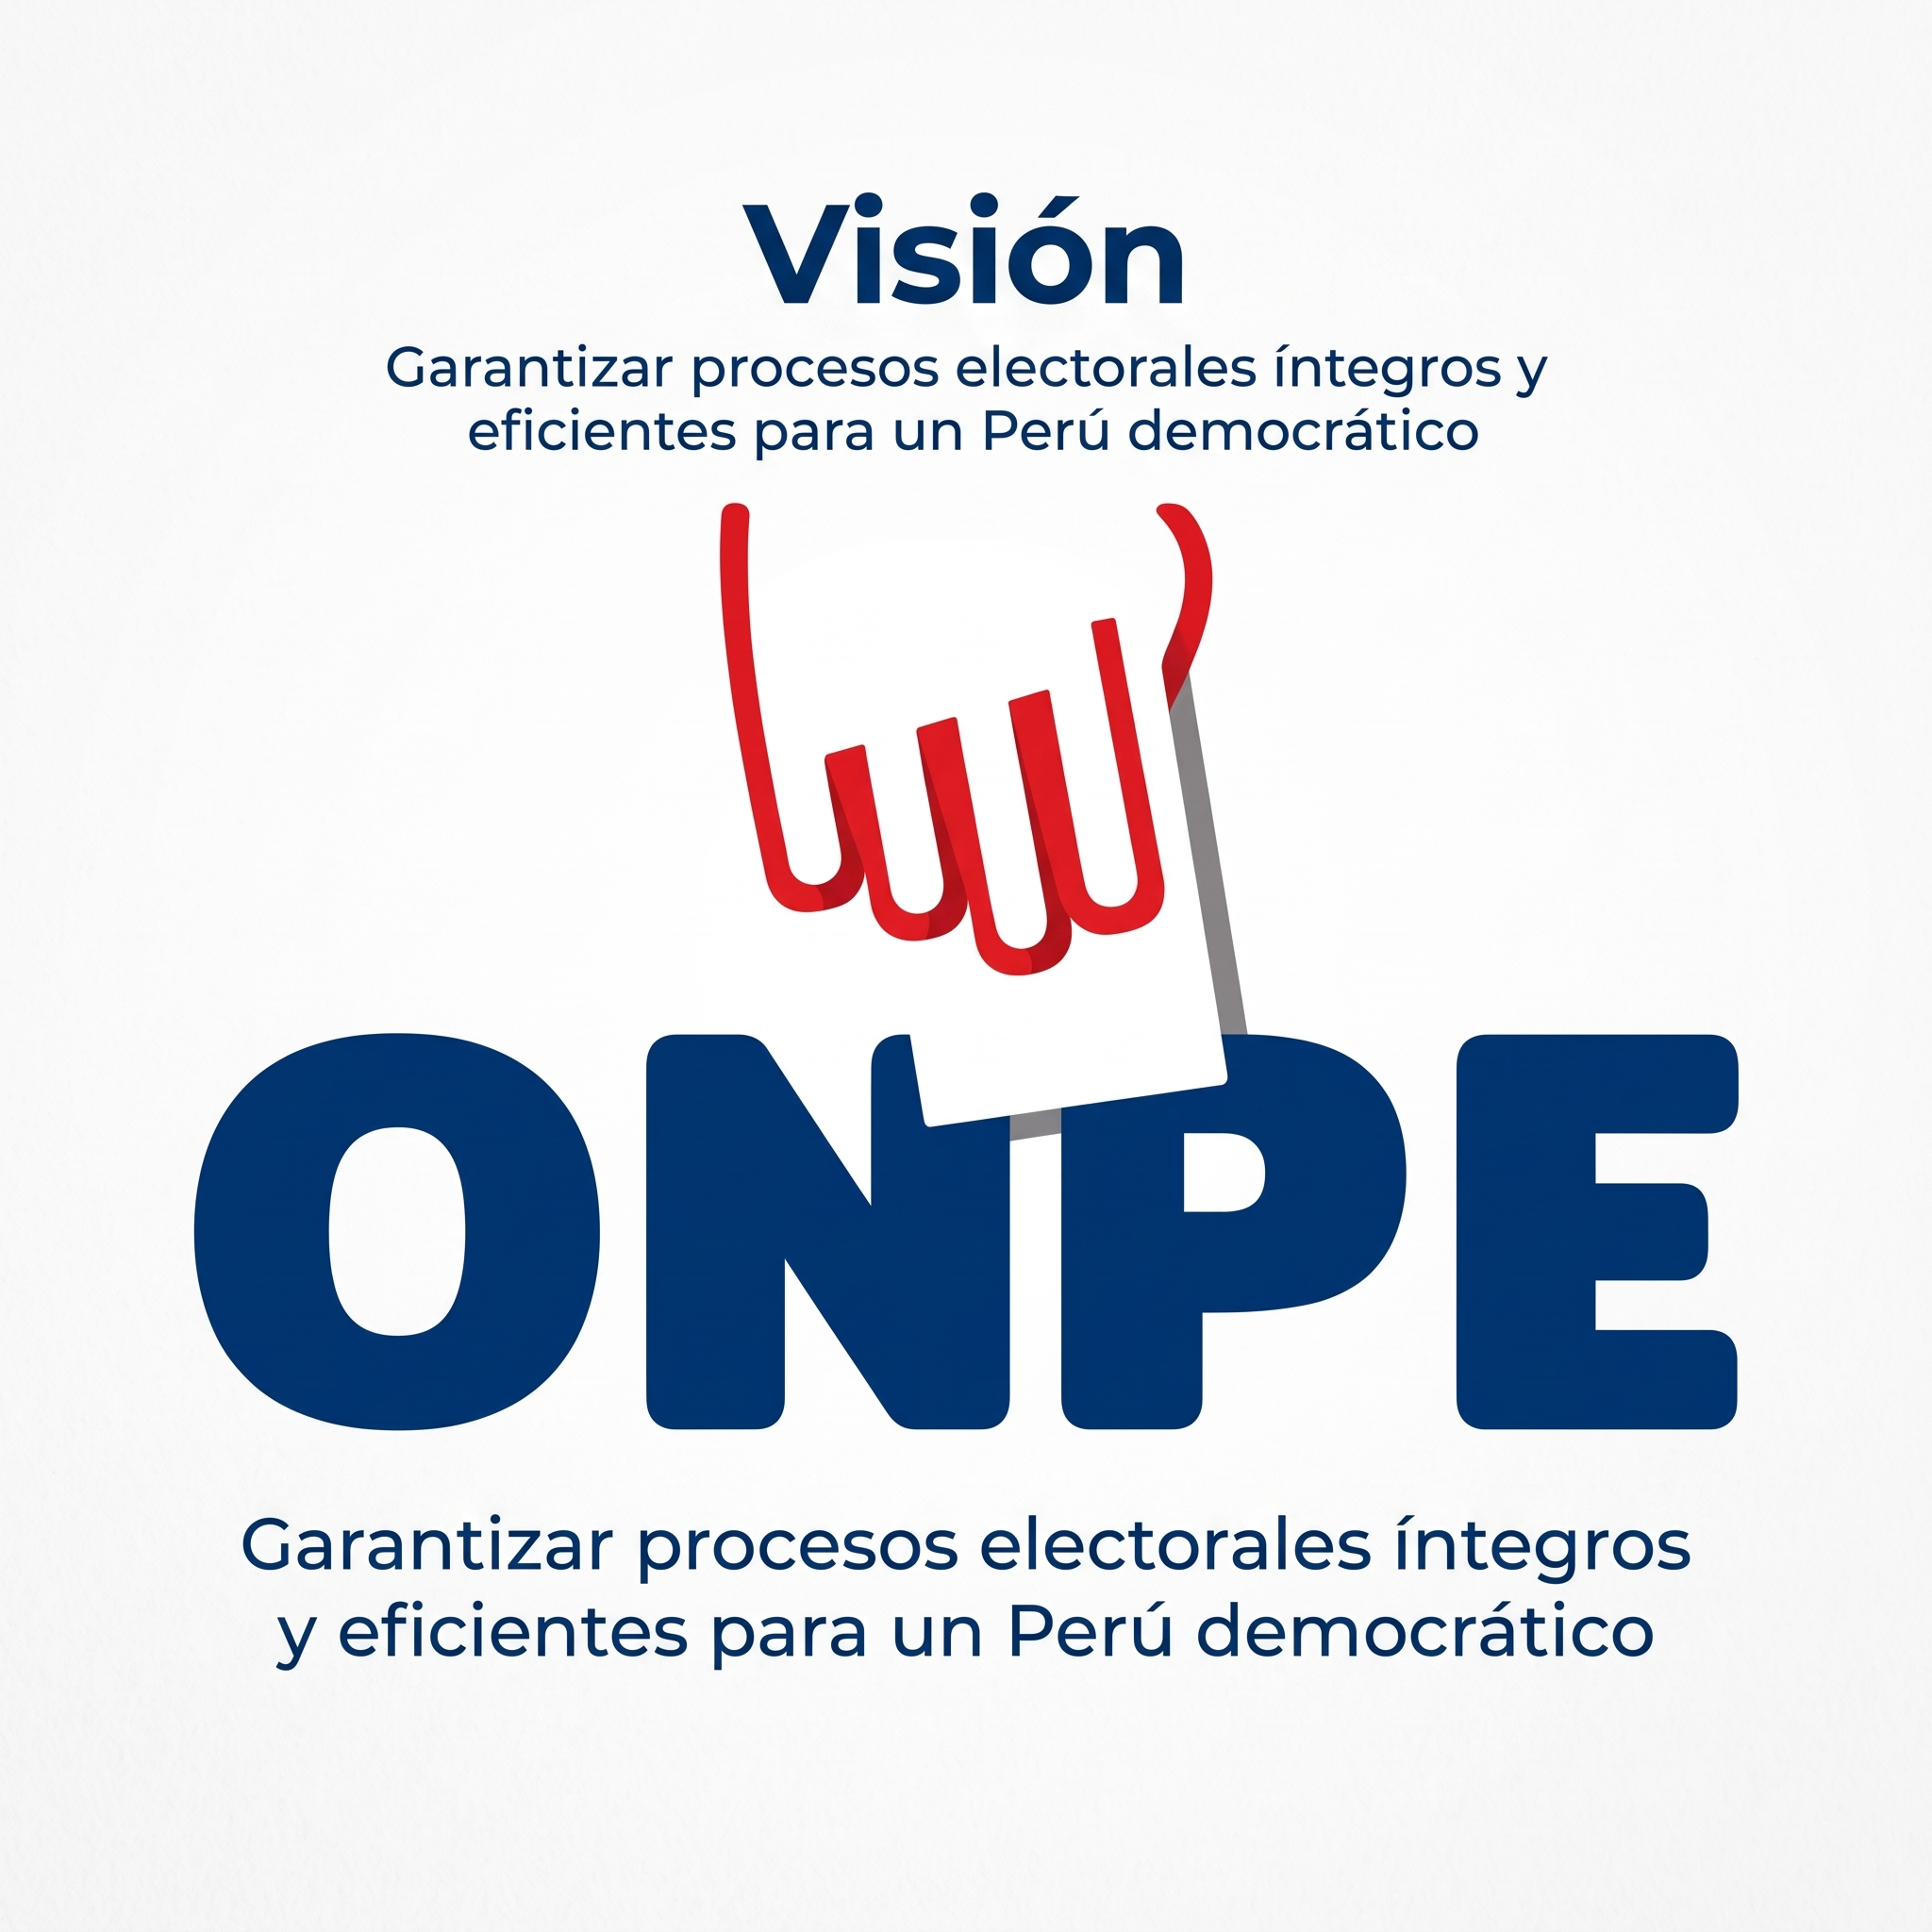 Visión
Garantizar procesos electorales íntegros y
eficientes para un Perú democrático
ONPE
Garantizar procesos electorales íntegros
y eficientes para un Perú democrático